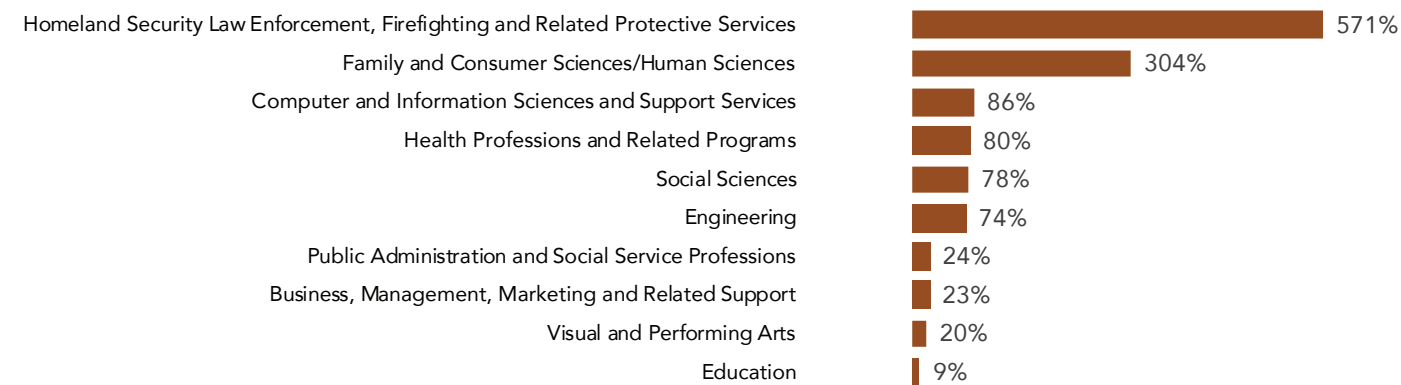 Homeland Security Law Enforcement, Firefighting and Related Protective Services 571%
Family and Consumer Sciences/Human Sciences 304%
Computer and Information Sciences and Support Services 86%
Health Professions and Related Programs 80%
Social Sciences 78%
Engineering 74%
Public Administration and Social Service Professions 24%
Business, Management, Marketing and Related Support 23%
Visual and Performing Arts 20%
Education 9%